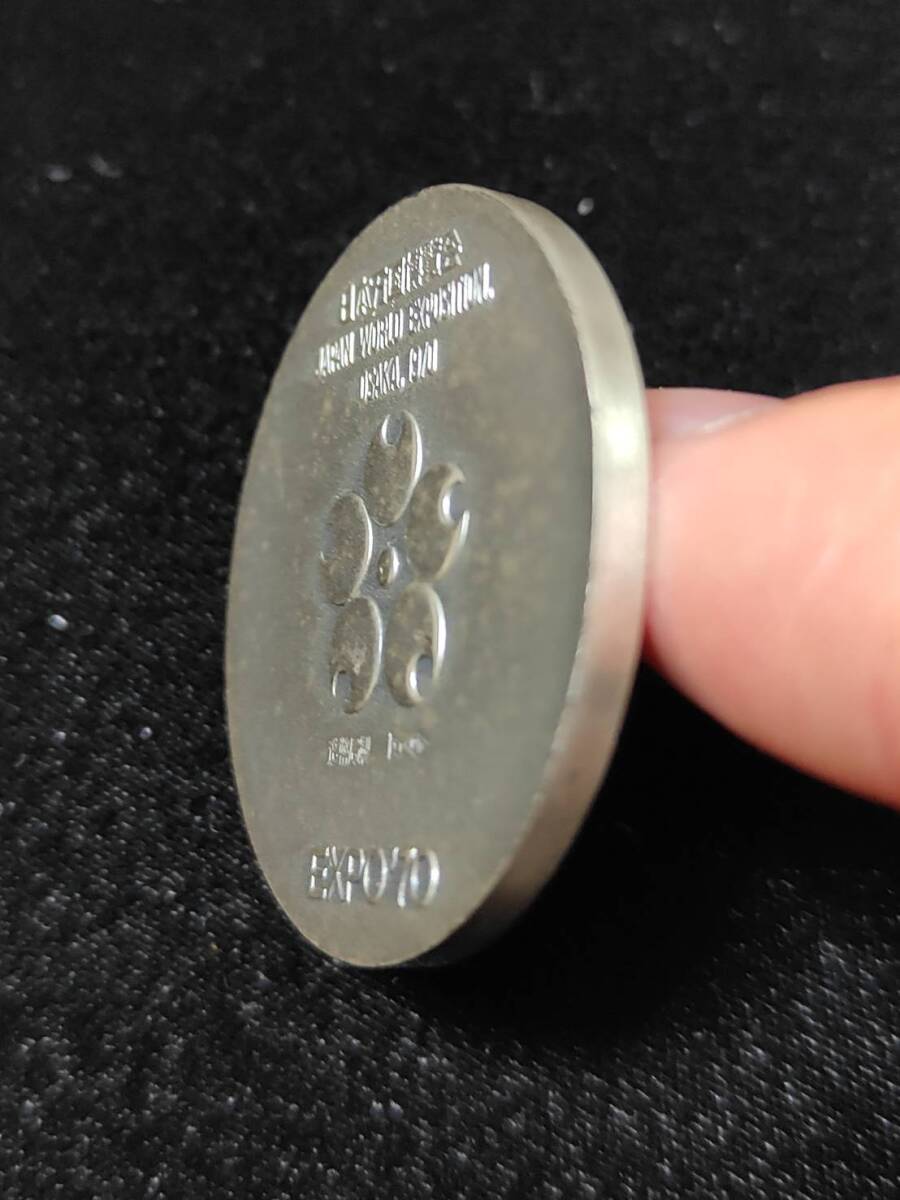 日本万国博覧会
JAPAN WORLD EXPOSITION,
OSAKA, 1970
EXPO'70